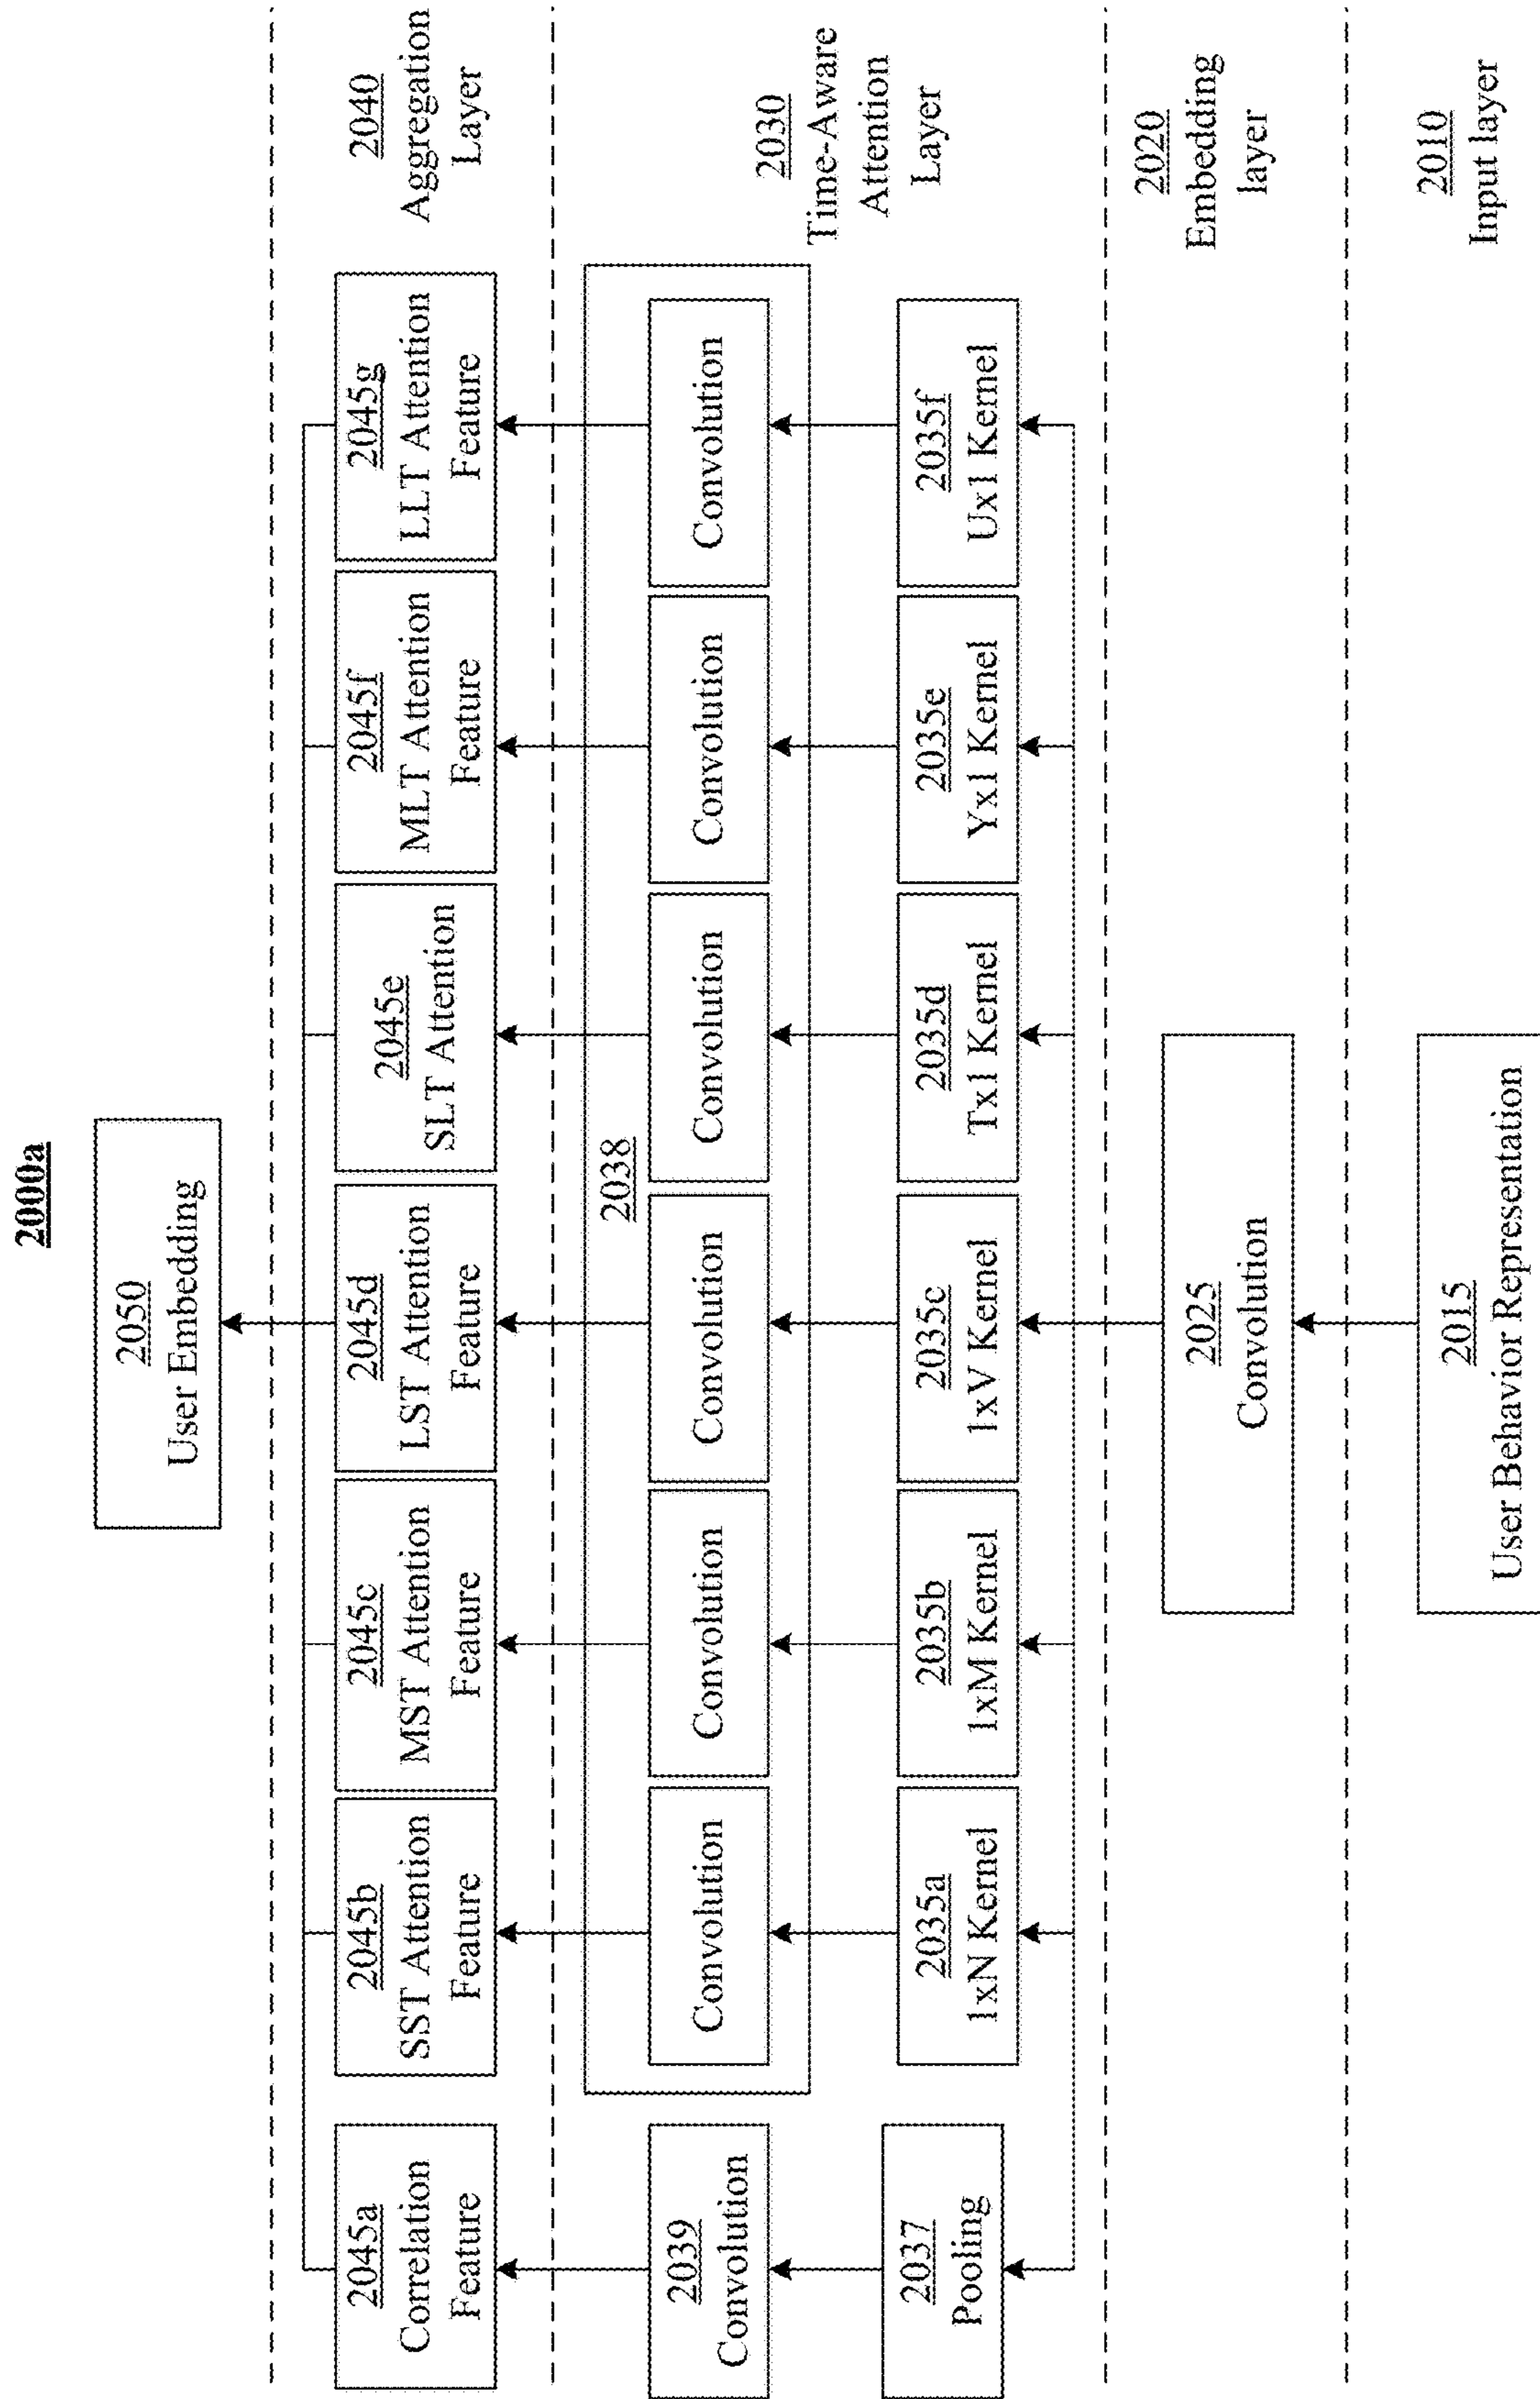 2000a
2050
User Embedding
2040
Aggregation
Layer
2045a
Correlation
Feature
2045b
SST Attention
Feature
2045c
MST Attention
Feature
2045d
LST Attention
Feature
2045e
SLT Attention
2045f
MLT Attention
Feature
2045g
LLT Attention
Feature
2038
2030
Time-Aware
Attention
Layer
2039
Convolution
Convolution
Convolution
Convolution
Convolution
Convolution
Convolution
2037
Pooling
2035a
1xN Kernel
2035b
1xM Kernel
2035c
1xV Kernel
2035d
Tx1 Kernel
2035e
Yx1 Kernel
2035f
Ux1 Kernel
2025
Convolution
2020
Embedding
layer
2015
User Behavior Representation
2010
Input layer